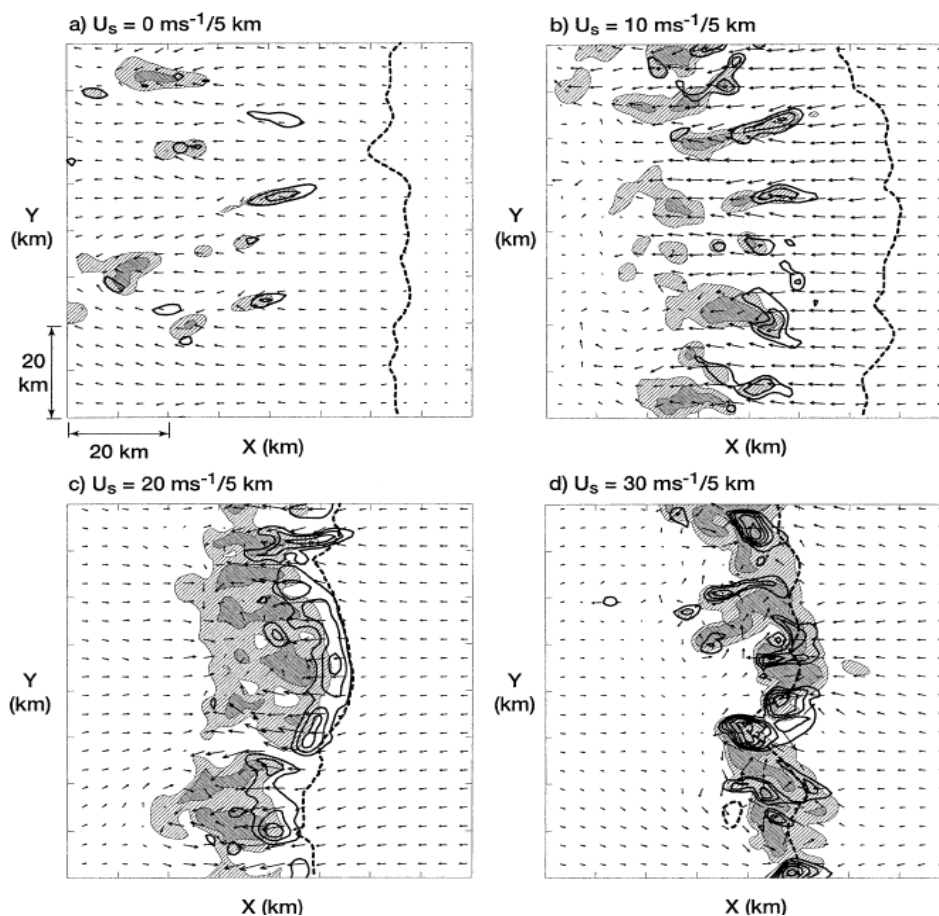 a) Us = 0 ms⁻¹/5 km
b) Us = 10 ms⁻¹/5 km
Y
(km)
20
km
20 km
X (km)
Y
(km)
X (km)
c) Us = 20 ms⁻¹/5 km
d) Us = 30 ms⁻¹/5 km
Y
(km)
X (km)
Y
(km)
X (km)